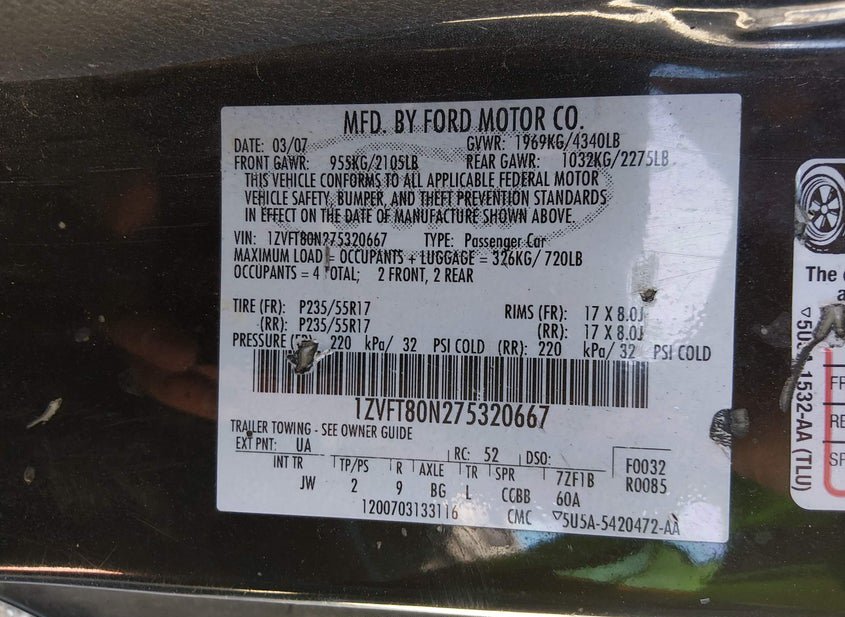 MFD. BY FORD MOTOR CO.
DATE: 03/07 GVWR: 1969KG/4340LB
FRONT GAWR: 955KG/2105LB REAR GAWR: 1032KG/2275LB
THIS VEHICLE CONFORMS TO ALL APPLICABLE FEDERAL MOTOR
VEHICLE SAFETY, BUMPER, AND THEFT PREVENTION STANDARDS
IN EFFECT ON THE DATE OF MANUFACTURE SHOWN ABOVE.
VIN: 1ZVFT80N275320667 TYPE: Passenger Car
MAXIMUM LOAD = OCCUPANTS + LUGGAGE = 326KG/ 720LB
OCCUPANTS = 4 TOTAL; 2 FRONT, 2 REAR
TIRE (FR): P235/55R17 RIMS (FR): 17 X 8.0J
(RR): P235/55R17 (RR): 17 X 8.0J
PRESSURE 220 kPa/ 32 PSI COLD (RR): 220 kPa/ 32 PSI COLD
1ZVFT80N275320667
TRAILER TOWING - SEE OWNER GUIDE
EXT PNT: UA RC: 52 DSO: F0032
INT TR TP/PS R AXLE TR SPR 7ZF1B R0085
JW 2 9 BG L CCBB 60A
1200703133116 CMC ▽5U5A-5420472-AA
The
1532-AA (TLU)
FR
RE
SP